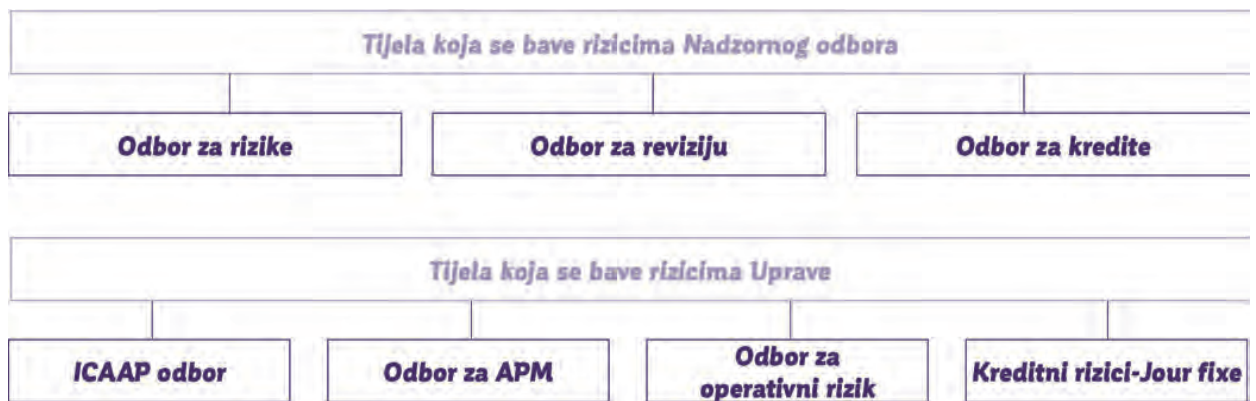 Tijela koja se bave rizicima Nadzornog odbora
Odbor za rizike
Odbor za reviziju
Odbor za kredite
Tijela koja se bave rizicima Uprave
ICAAP odbor
Odbor za APM
Odbor za
operativni rizik
Kreditni rizici-Jour fixe